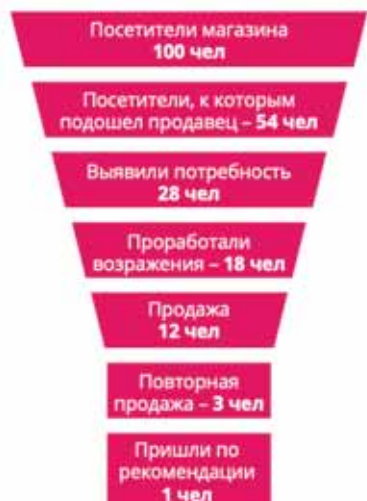 Посетители магазина
100 чел
Посетители, к которым
подошел продавец – 54 чел
Выявили потребность
28 чел
Проработали
возражения – 18 чел
Продажа
12 чел
Повторная
продажа – 3 чел
Пришли по
рекомендации
1 чел